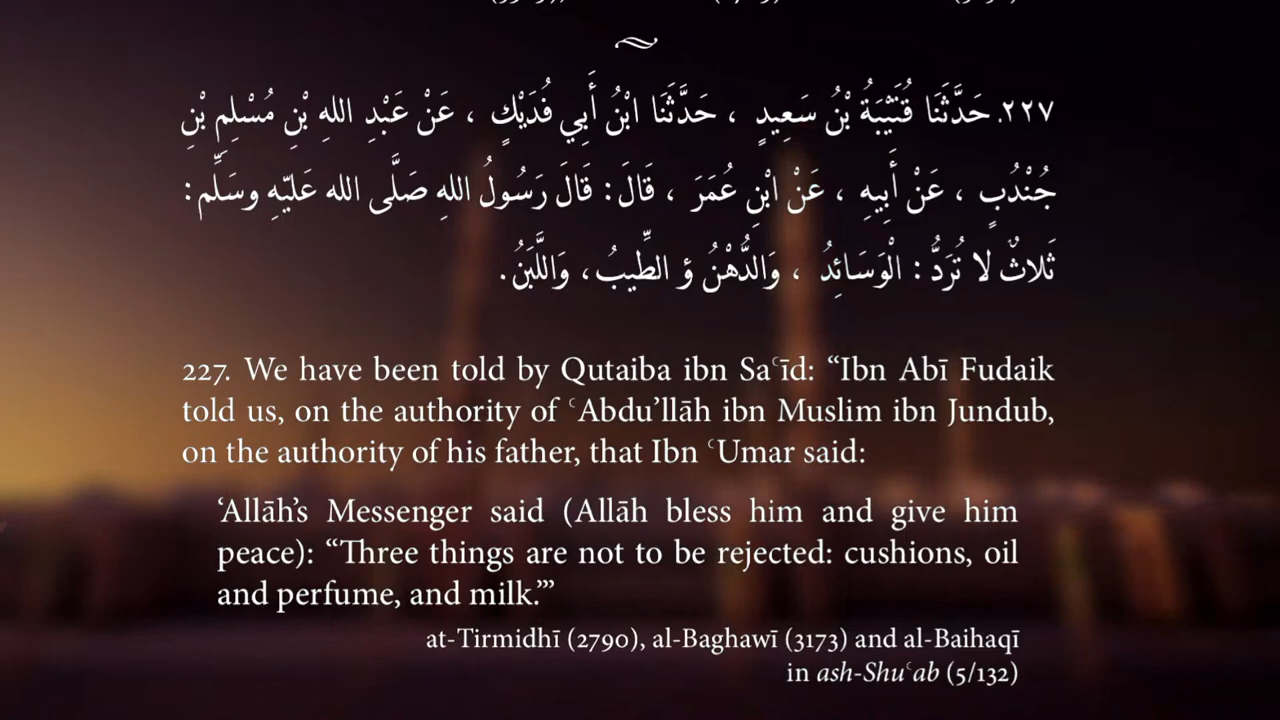 ٢٢٧. حَدَّثَنَا قُتَيْبَةُ بْنُ سَعِيدٍ ، حَدَّثَنَا ابْنُ أَبِي فُدَيْكٍ ، عَنْ عَبْدِ اللهِ بْنِ مُسْلِمِ بْنِ
جُنْدُبٍ ، عَنْ أَبِيهِ ، عَنْ ابْنِ عُمَرَ ، قَالَ : قَالَ رَسُولُ اللهِ صَلَّى الله عَلَيّهِ وسَلَّم :
ثَلاثٌ لا تُرَدُّ : الْوَسَائِدُ ، وَالدُّهْنُ ؤ الطِّيبُ ، وَاللَّبَنُ .
227. We have been told by Qutaiba ibn Saʿīd: “Ibn Abī Fudaik
told us, on the authority of ʿAbdu’llāh ibn Muslim ibn Jundub,
on the authority of his father, that Ibn ʿUmar said:
‘Allāh’s Messenger said (Allāh bless him and give him
peace): “Three things are not to be rejected: cushions, oil
and perfume, and milk.”’
at-Tirmidhī (2790), al-Baghawī (3173) and al-Baihaqī
in ash-Shuʿab (5/132)